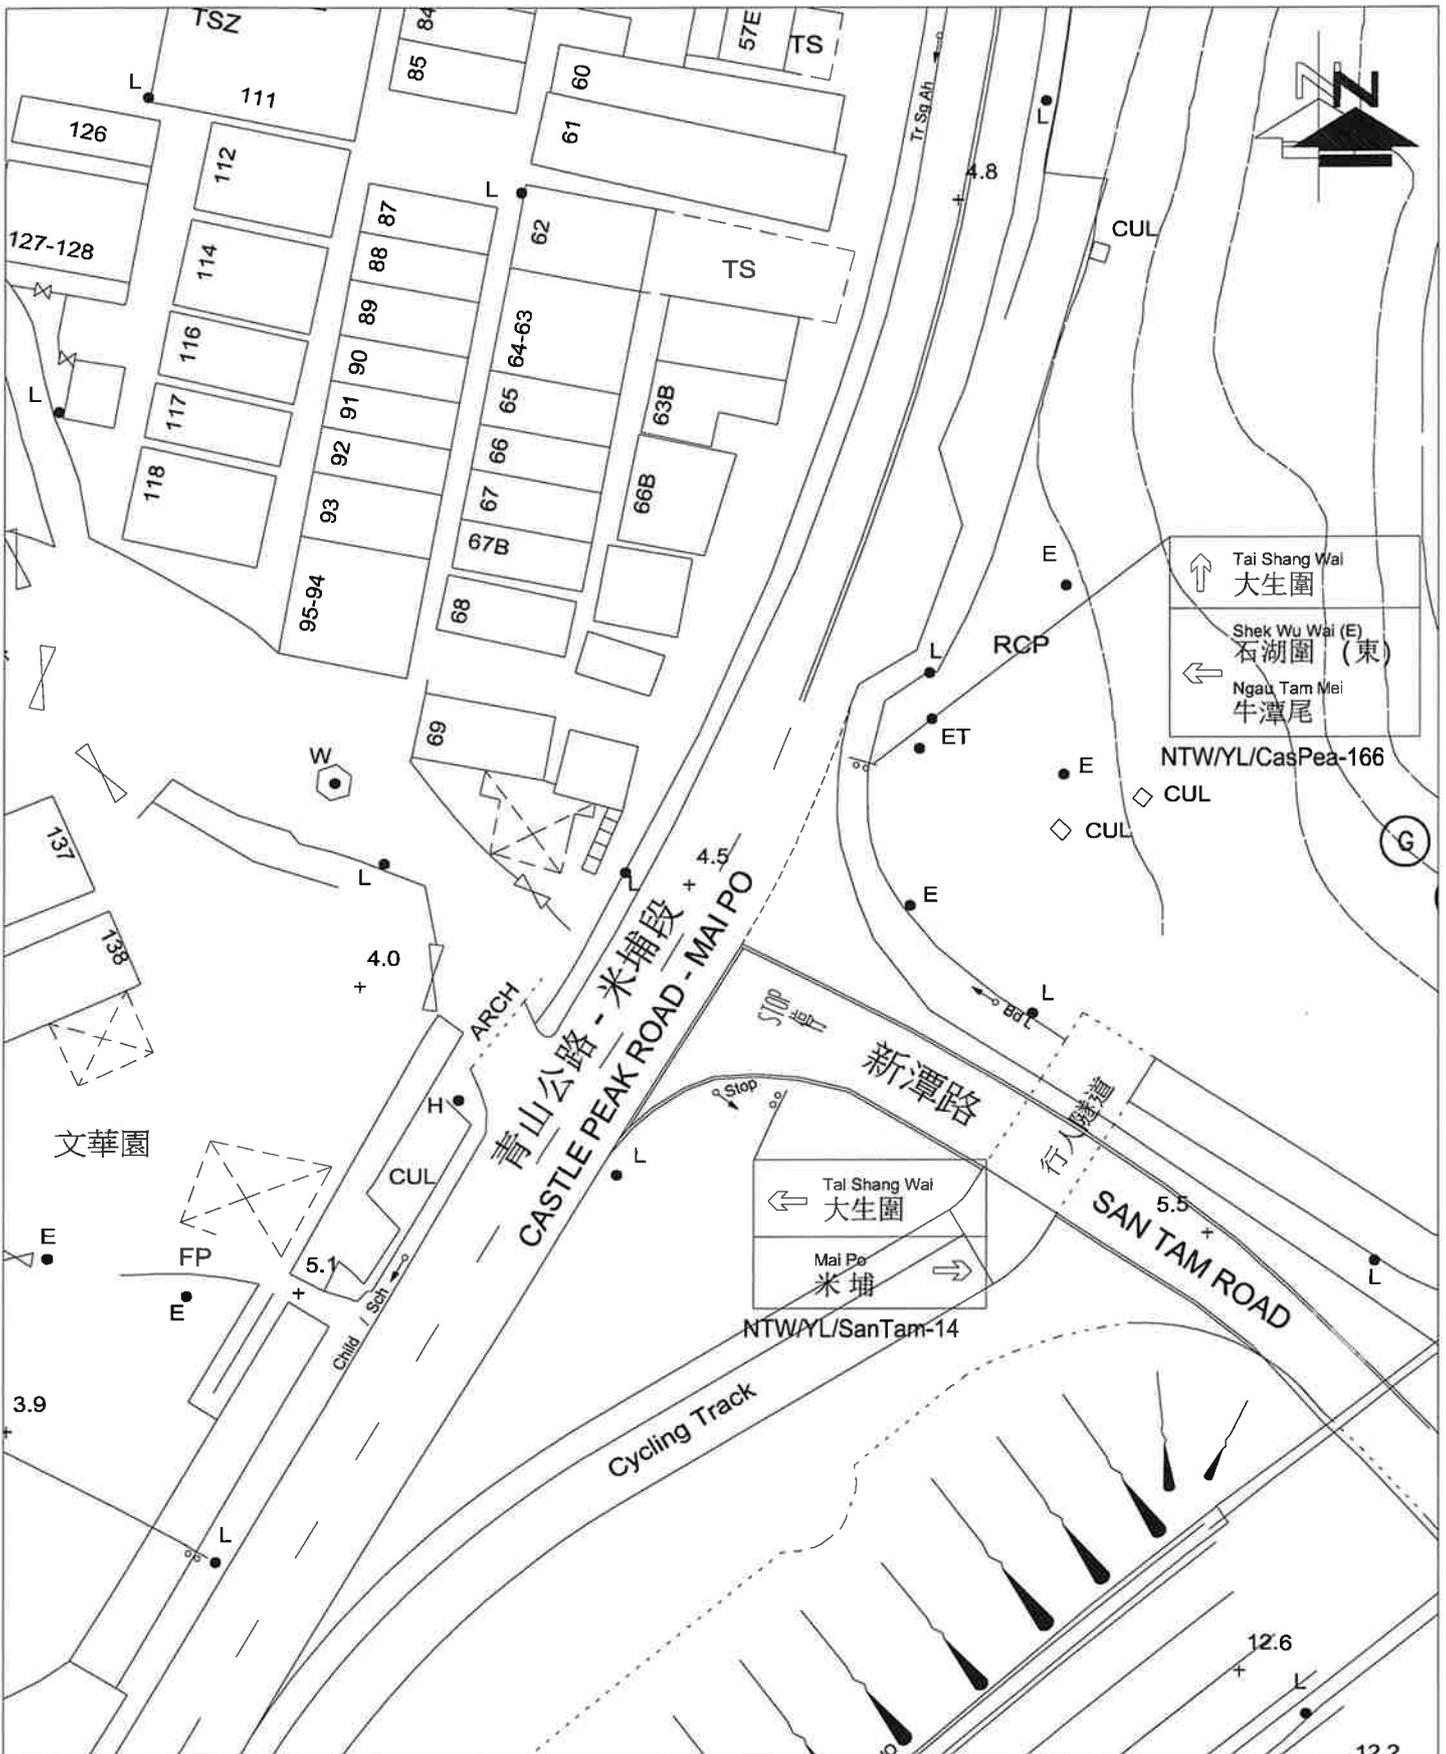 TSZ
84
85
57E
TS
60
61
L
111
126
112
Tr Sg Ah
L
N
4.8
L
87
62
127-128
114
88
TS
CUL
89
64-63
116
90
L
117
91
65
63B
92
66
118
93
67
66B
67B
95-94
68
E
Tai Shang Wai
大生圍
Shek Wu Wai (E)
石湖圍 (東)
Ngau Tam Mei
牛潭尾
NTW/YL/CasPea-166
RCP
L
ET
69
W
E
CUL
CUL
G
137
L
L
4.5
E
138
4.0
青山公路 - 米埔段
CASTLE PEAK ROAD - MAI PO
ARCH
STOP
停
Bd L
L
新潭路
行人隧道
H
Stop
文華園
CUL
L
Tai Shang Wai
大生圍
Mai Po
米埔
NTW/YL/SanTam-14
5.5
SAN TAM ROAD
L
E
FP
5.1
E
Child
Sch
3.9
Cycling Track
L
12.6
L
12.2